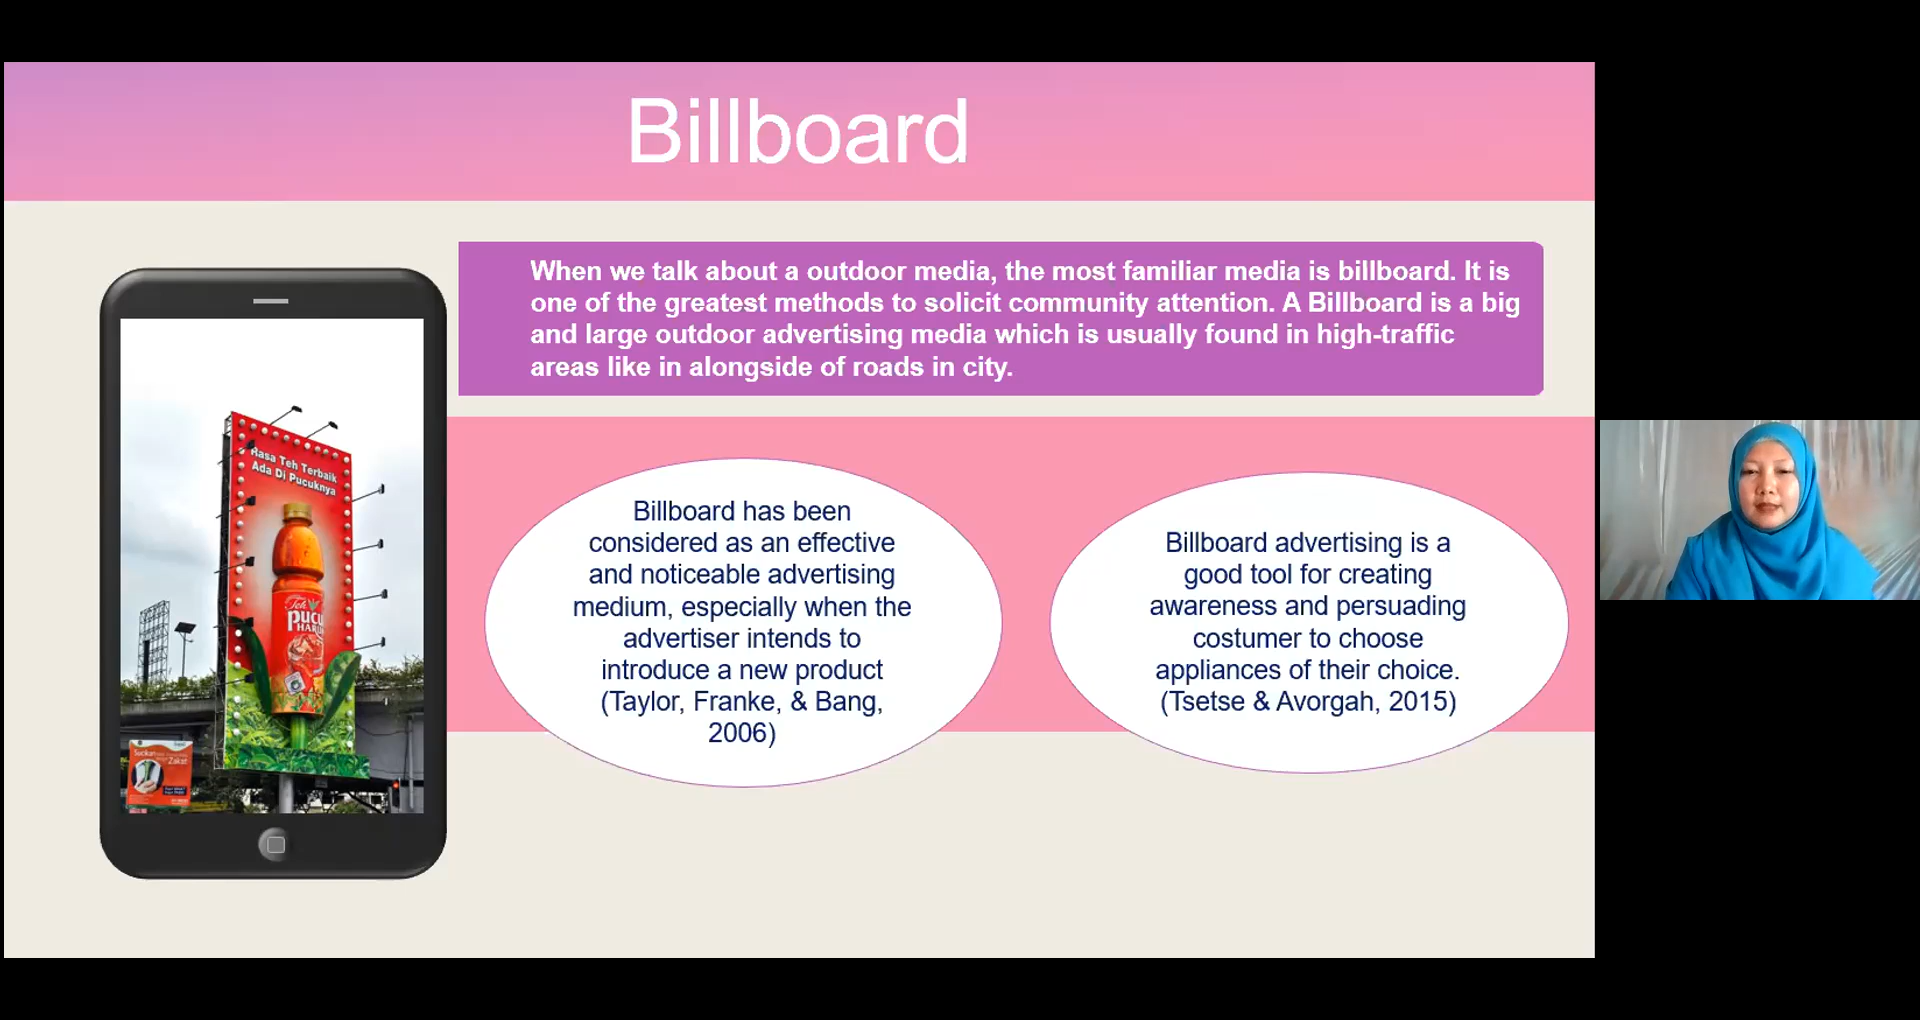 Billboard
When we talk about a outdoor media, the most familiar media is billboard. It is
one of the greatest methods to solicit community attention. A Billboard is a big
and large outdoor advertising media which is usually found in high-traffic
areas like in alongside of roads in city.
Rasa Teh Terbaik
Ada Di Pucuknya
Teh
Sucikan
Zakat
Billboard has been
considered as an effective
and noticeable advertising
medium, especially when the
advertiser intends to
introduce a new product
(Taylor, Franke, & Bang,
2006)
Billboard advertising is a
good tool for creating
awareness and persuading
costumer to choose
appliances of their choice.
(Tsetse & Avorgah, 2015)